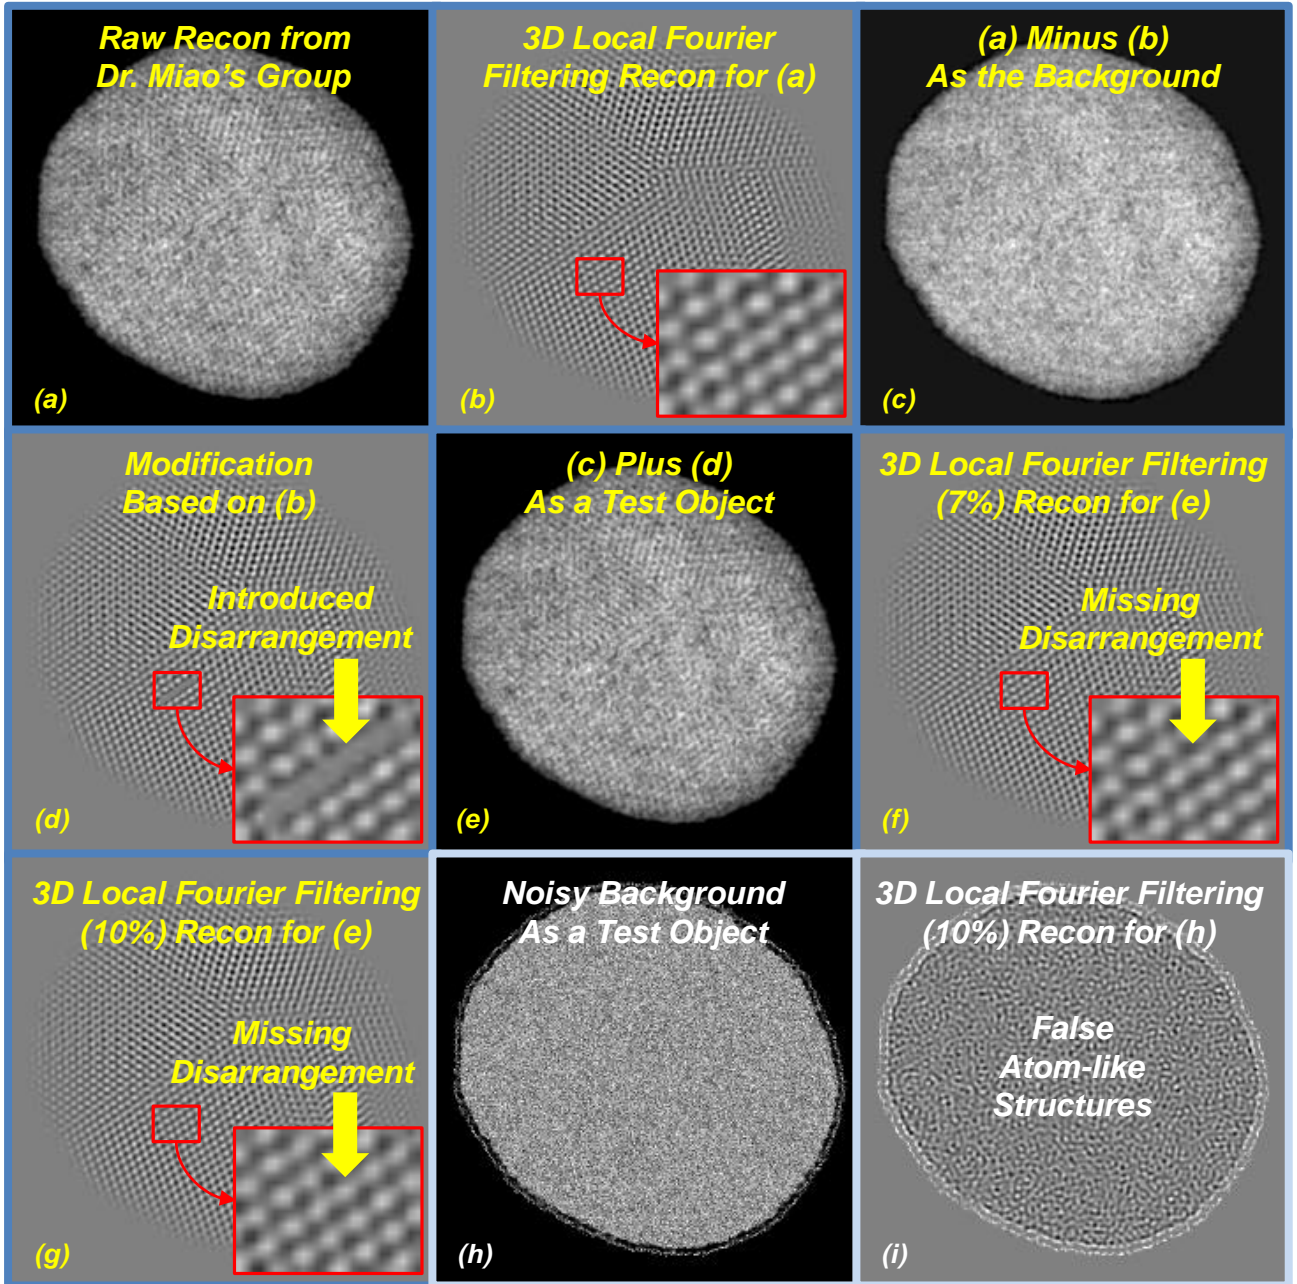 Raw Recon from
Dr. Miao's Group
(a)
3D Local Fourier
Filtering Recon for (a)
(b)
(a) Minus (b)
As the Background
(c)
Modification
Based on (b)
Introduced
Disarrangement
(d)
(c) Plus (d)
As a Test Object
(e)
3D Local Fourier Filtering
(7%) Recon for (e)
Missing
Disarrangement
(f)
3D Local Fourier Filtering
(10%) Recon for (e)
Missing
Disarrangement
(g)
Noisy Background
As a Test Object
(h)
3D Local Fourier Filtering
(10%) Recon for (h)
False
Atom-like
Structures
(i)